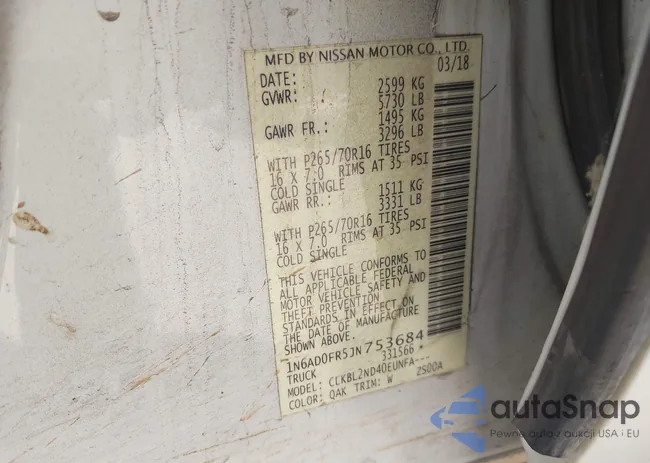 MFD BY NISSAN MOTOR CO., LTD.
DATE: 03/18
GVWR: 2599 KG
5730 LB
GAWR FR.: 1495 KG
3296 LB
WITH P265/70R16 TIRES
16 X 7.0 RIMS AT 35 PSI
COLD SINGLE
GAWR RR.: 1511 KG
3331 LB
WITH P265/70R16 TIRES
16 X 7.0 RIMS AT 35 PSI
COLD SINGLE
THIS VEHICLE CONFORMS TO
ALL APPLICABLE FEDERAL
MOTOR VEHICLE SAFETY AND
THEFT PREVENTION
STANDARDS IN EFFECT ON
THE DATE OF MANUFACTURE
SHOWN ABOVE.
1N6AD0FR5JN753684
TRUCK 331566 *
MODEL: CLKBL2ND40EUNFA---
COLOR: QAK TRIM: W ZS00A
autaSnap
Pewne auta z aukcji USA i EU